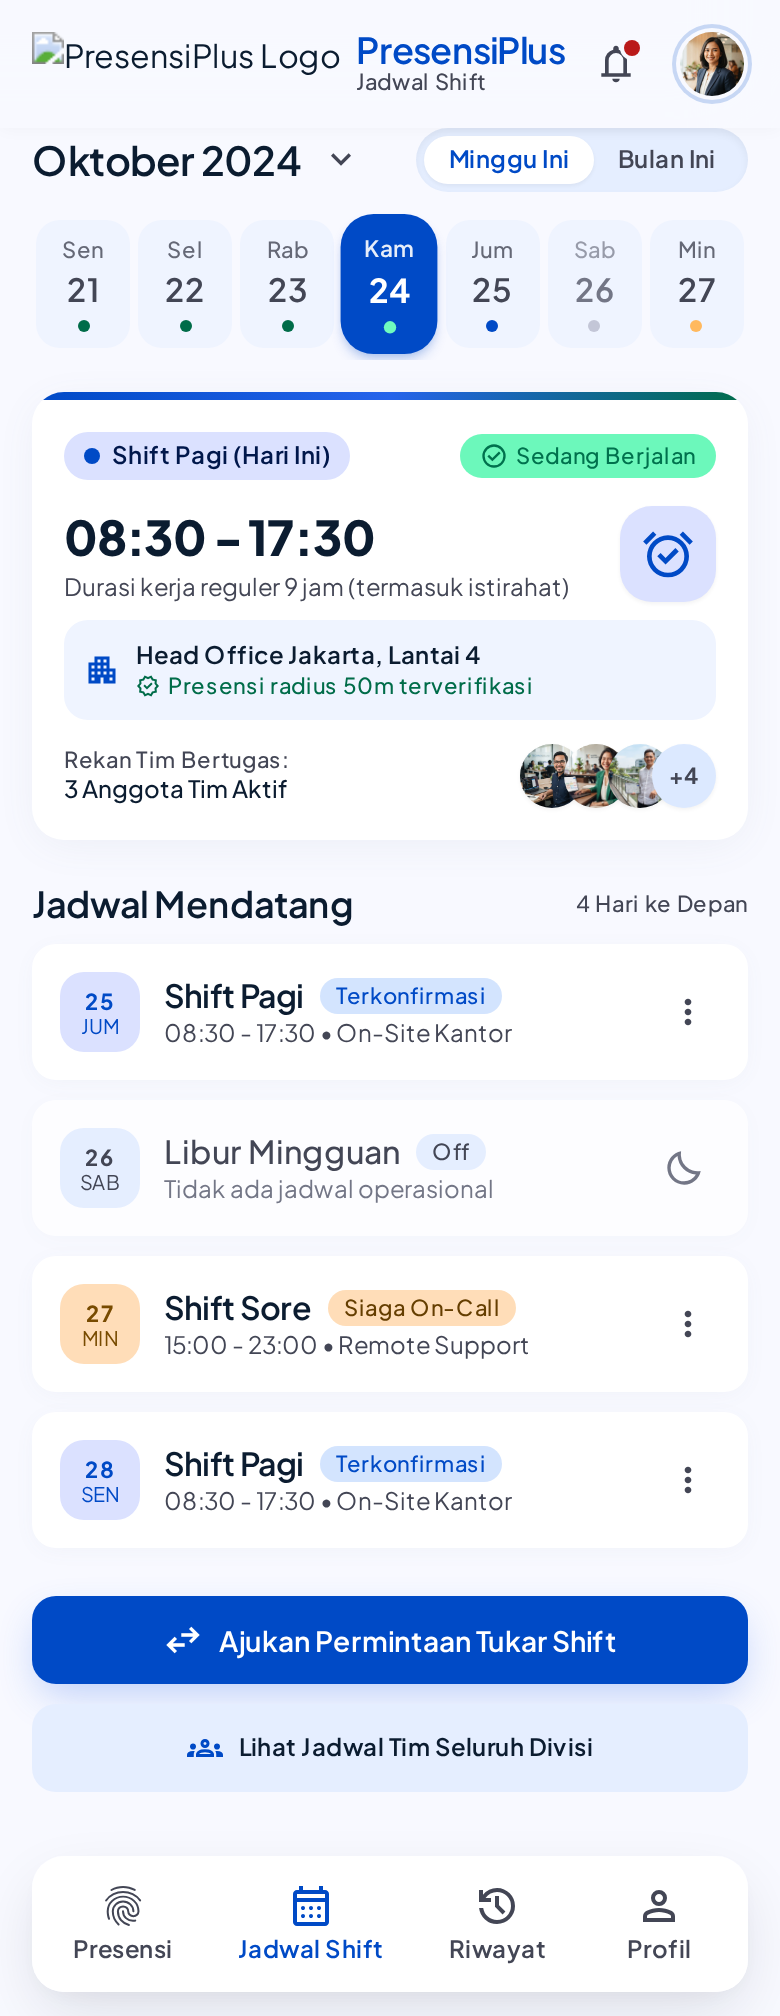 PresensiPlus Logo
PresensiPlus
Jadwal Shift
Oktober 2024
Minggu Ini
Bulan Ini
Sen
Sel
Rab
Kam
Jum
Sab
Min
21
22
23
24
25
26
27
Shift Pagi (Hari Ini)
Sedang Berjalan
08:30 - 17:30
Durasi kerja reguler 9 jam (termasuk istirahat)
Head Office Jakarta, Lantai 4
Presensi radius 50m terverifikasi
Rekan Tim Bertugas:
3 Anggota Tim Aktif
+4
Jadwal Mendatang
4 Hari ke Depan
25
JUM
Shift Pagi
Terkonfirmasi
08:30 - 17:30 • On-Site Kantor
26
SAB
Libur Mingguan
Off
Tidak ada jadwal operasional
27
MIN
Shift Sore
Siaga On-Call
15:00 - 23:00 • Remote Support
28
SEN
Shift Pagi
Terkonfirmasi
08:30 - 17:30 • On-Site Kantor
Ajukan Permintaan Tukar Shift
Lihat Jadwal Tim Seluruh Divisi
Presensi
Jadwal Shift
Riwayat
Profil